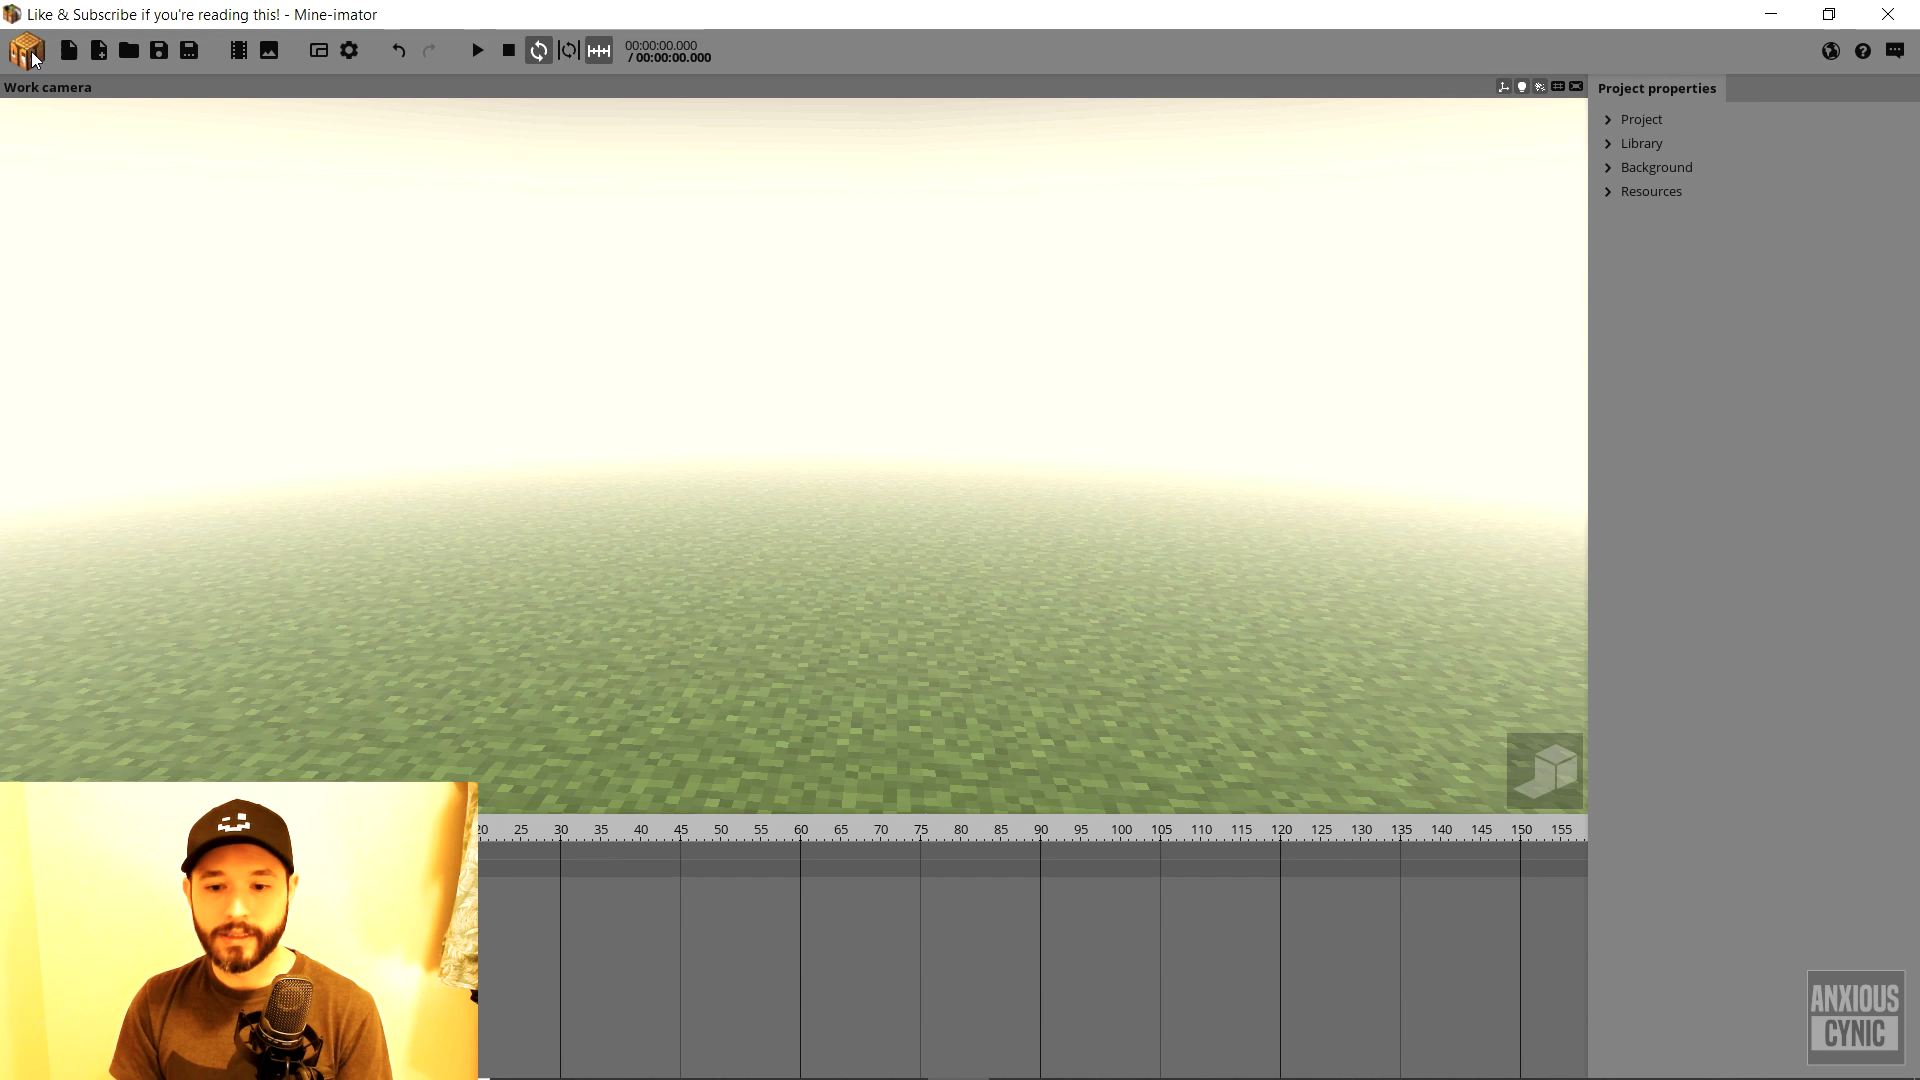 Like & Subscribe if you're reading this! - Mine-imator
00:00:00.000
/ 00:00:00.000
Work camera
Project properties
Project
Library
Background
Resources
20 25 30 35 40 45 50 55 60 65 70 75 80 85 90 95 100 105 110 115 120 125 130 135 140 145 150 155
ANXIOUS
CYNIC